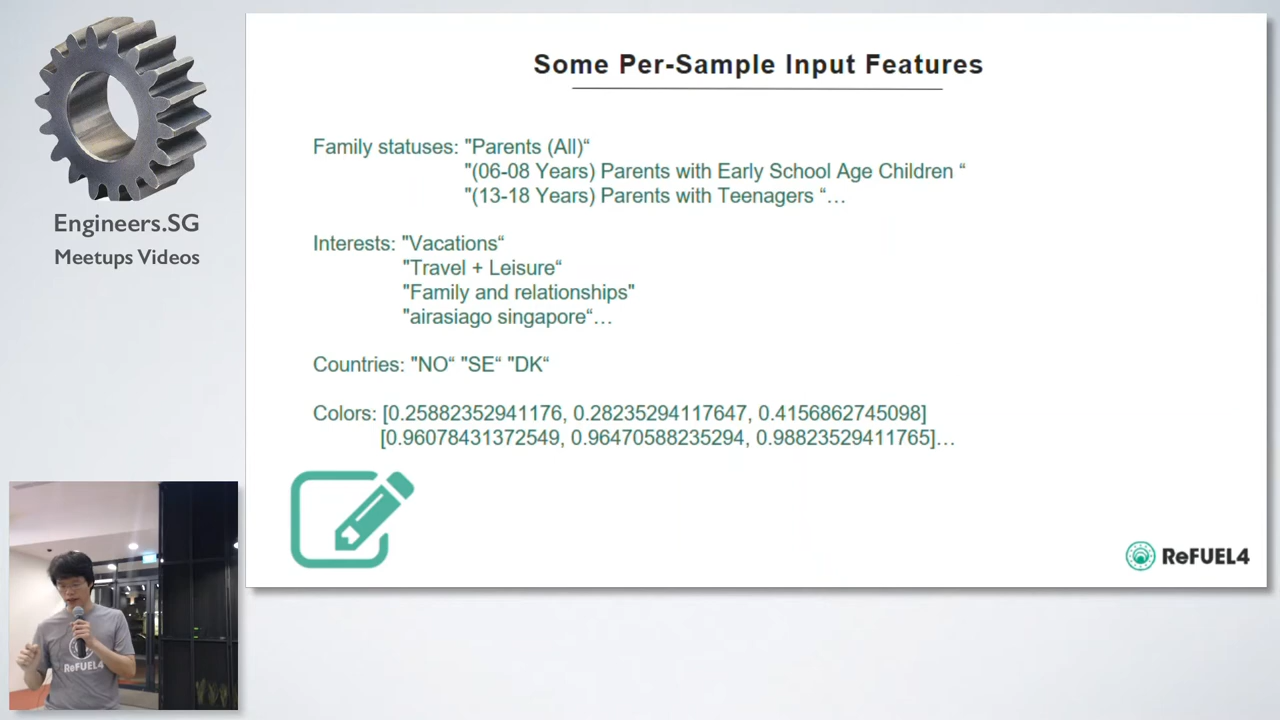 Some Per-Sample Input Features
Family statuses: "Parents (All)“
"(06-08 Years) Parents with Early School Age Children “
"(13-18 Years) Parents with Teenagers “…
Interests: "Vacations“
"Travel + Leisure“
"Family and relationships"
"airasiago singapore“…
Countries: "NO“ "SE“ "DK“
Colors: [0.25882352941176, 0.28235294117647, 0.4156862745098]
[0.96078431372549, 0.96470588235294, 0.98823529411765]…
ReFUEL4
Engineers.SG
Meetups Videos
ReFUEL4